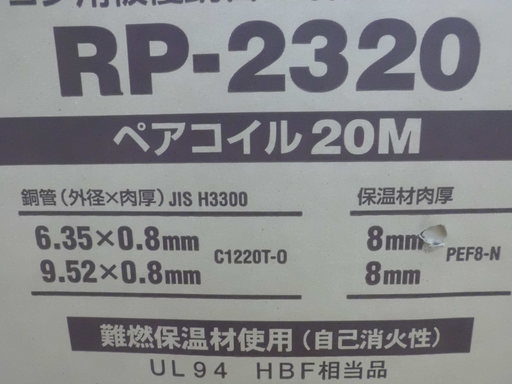 RP-2320
ペアコイル 20M
銅管(外径×肉厚) JIS H3300
保温材肉厚
6.35×0.8mm
9.52×0.8mm
C1220T-O
8mm
8mm
PEF8-N
難燃保温材使用(自己消火性)
UL94 HBF相当品